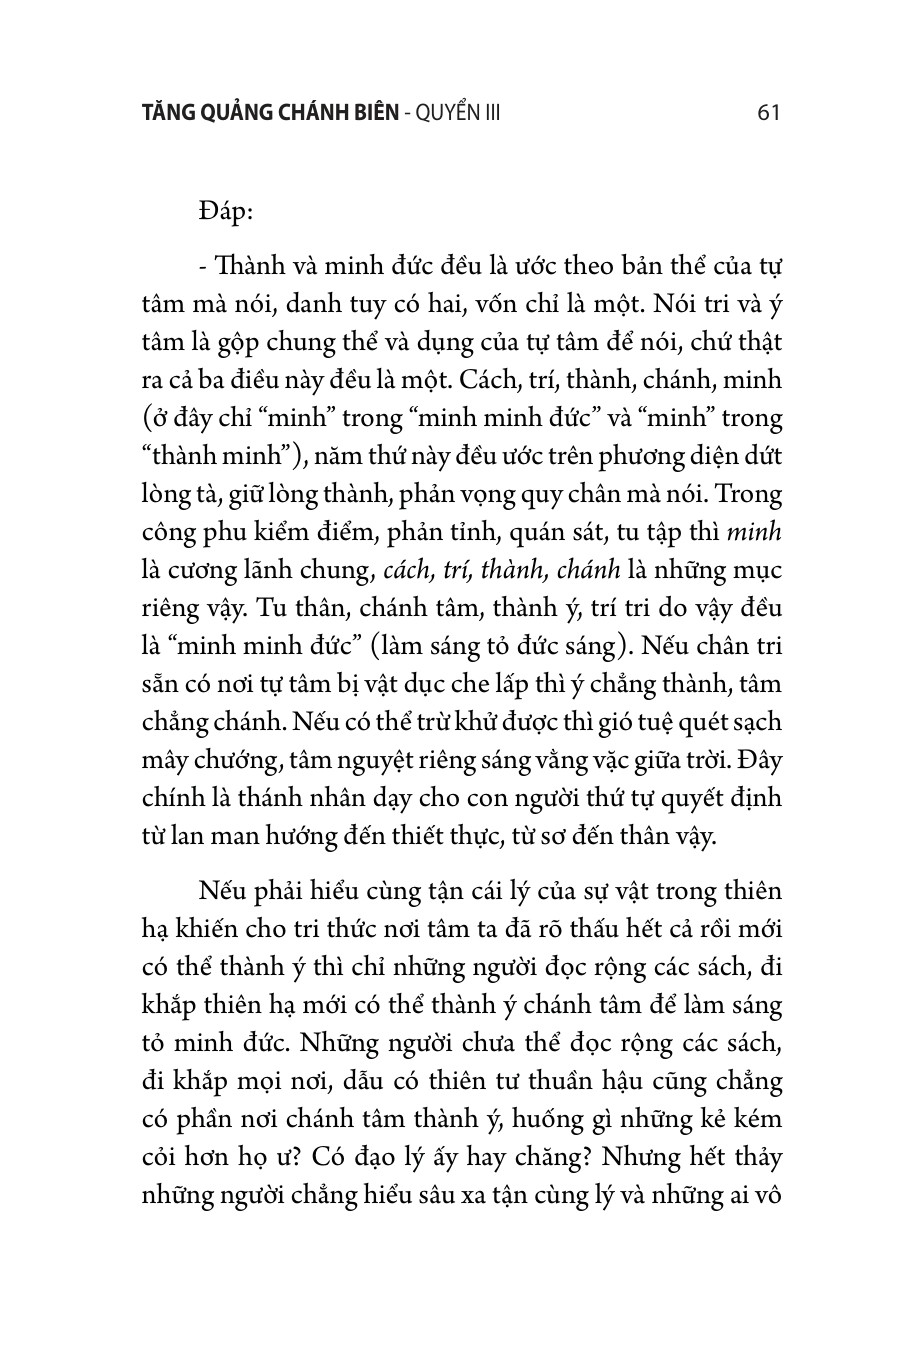 TĂNG QUẢNG CHÁNH BIÊN - QUYỂN III 61
Đáp:
- Thành và minh đức đều là ước theo bản thể của tự
tâm mà nói, danh tuy có hai, vốn chỉ là một. Nói tri và ý
tâm là gộp chung thể và dụng của tự tâm để nói, chứ thật
ra cả ba điều này đều là một. Cách, trí, thành, chánh, minh
(ở đây chỉ “minh” trong “minh minh đức” và “minh” trong
“thành minh”), năm thứ này đều ước trên phương diện dứt
lòng tà, giữ lòng thành, phản vọng quy chân mà nói. Trong
công phu kiểm điểm, phản tỉnh, quán sát, tu tập thì minh
là cương lãnh chung, cách, trí, thành, chánh là những mục
riêng vậy. Tu thân, chánh tâm, thành ý, trí tri do vậy đều
là “minh minh đức” (làm sáng tỏ đức sáng). Nếu chân tri
sẵn có nơi tự tâm bị vật dục che lấp thì ý chẳng thành, tâm
chẳng chánh. Nếu có thể trừ khử được thì gió tuệ quét sạch
mây chướng, tâm nguyệt riêng sáng vằng vặc giữa trời. Đây
chính là thánh nhân dạy cho con người thứ tự quyết định
từ lan man hướng đến thiết thực, từ sơ đến thân vậy.
Nếu phải hiểu cùng tận cái lý của sự vật trong thiên
hạ khiến cho tri thức nơi tâm ta đã rõ thấu hết cả rồi mới
có thể thành ý thì chỉ những người đọc rộng các sách, đi
khắp thiên hạ mới có thể thành ý chánh tâm để làm sáng
tỏ minh đức. Những người chưa thể đọc rộng các sách,
đi khắp mọi nơi, dẫu có thiên tư thuần hậu cũng chẳng
có phần nơi chánh tâm thành ý, huống gì những kẻ kém
cỏi hơn họ ư? Có đạo lý ấy hay chăng? Nhưng hết thảy
những người chẳng hiểu sâu xa tận cùng lý và những ai vô